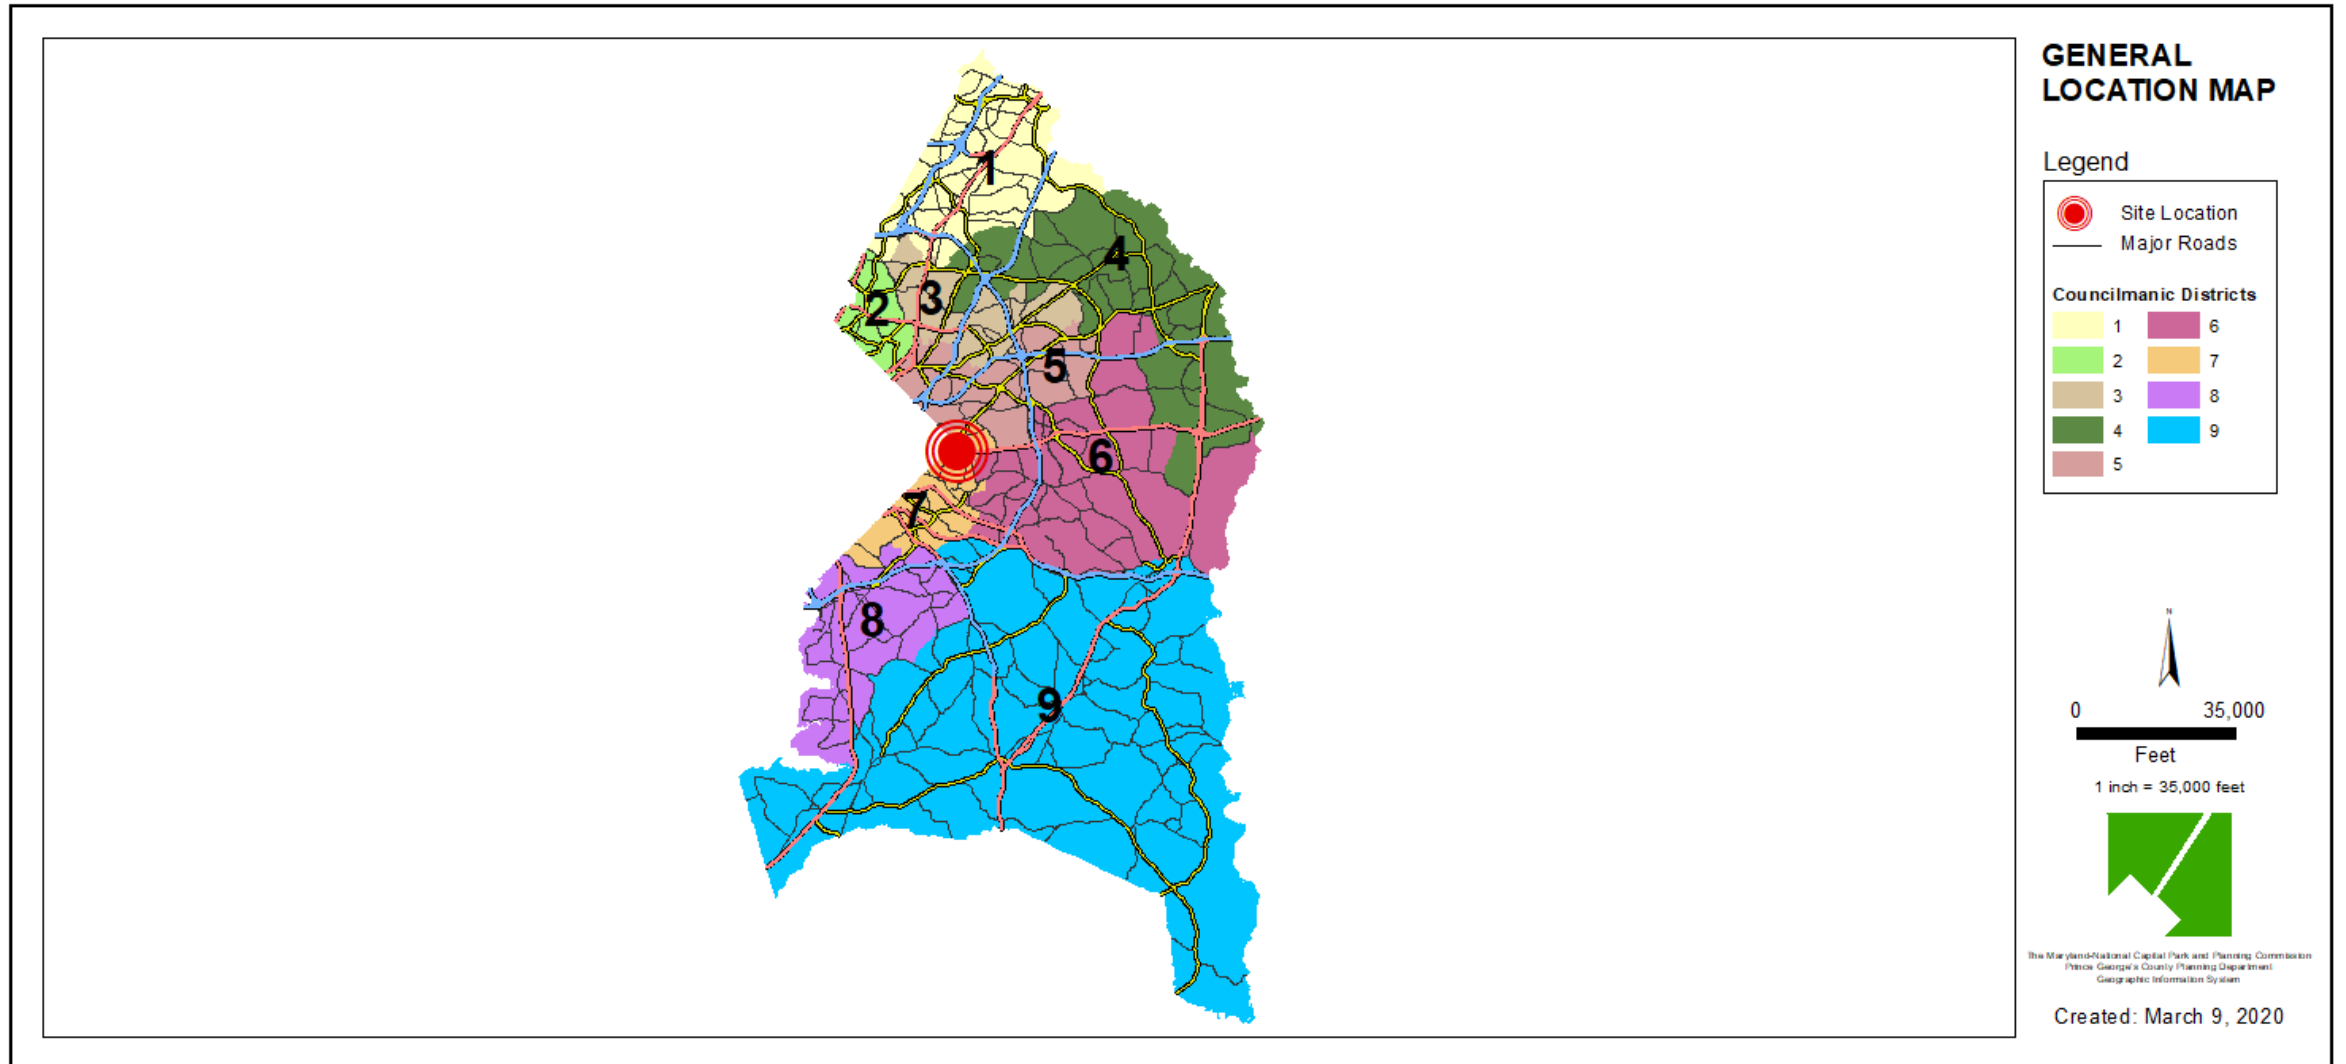 GENERAL
LOCATION MAP
Legend
Site Location
Major Roads
Councilmanic Districts
1 6
2 7
3 8
4 9
5
1
2
3
4
5
6
7
8
9
N
0 35,000
Feet
1 inch = 35,000 feet
The Maryland-National Capital Park and Planning Commission
Prince George's County Planning Department
Geographic Information System
Created: March 9, 2020